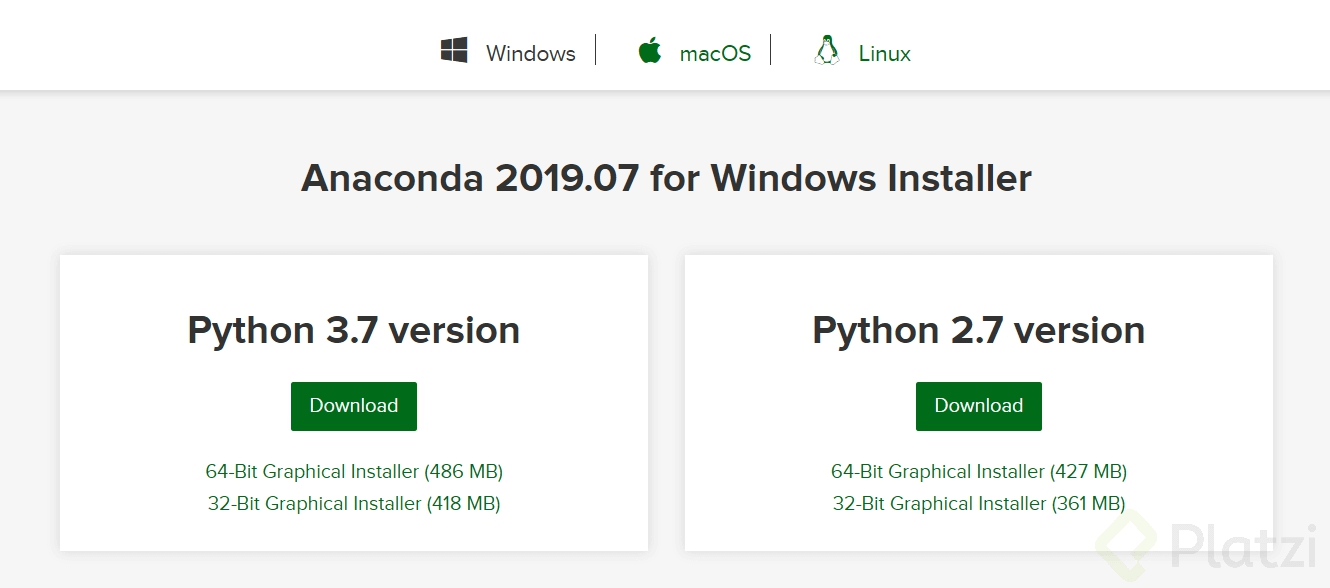 Windows macOS Linux
Anaconda 2019.07 for Windows Installer
Python 3.7 version
Download
64-Bit Graphical Installer (486 MB)
32-Bit Graphical Installer (418 MB)
Python 2.7 version
Download
64-Bit Graphical Installer (427 MB)
32-Bit Graphical Installer (361 MB)
Platzi